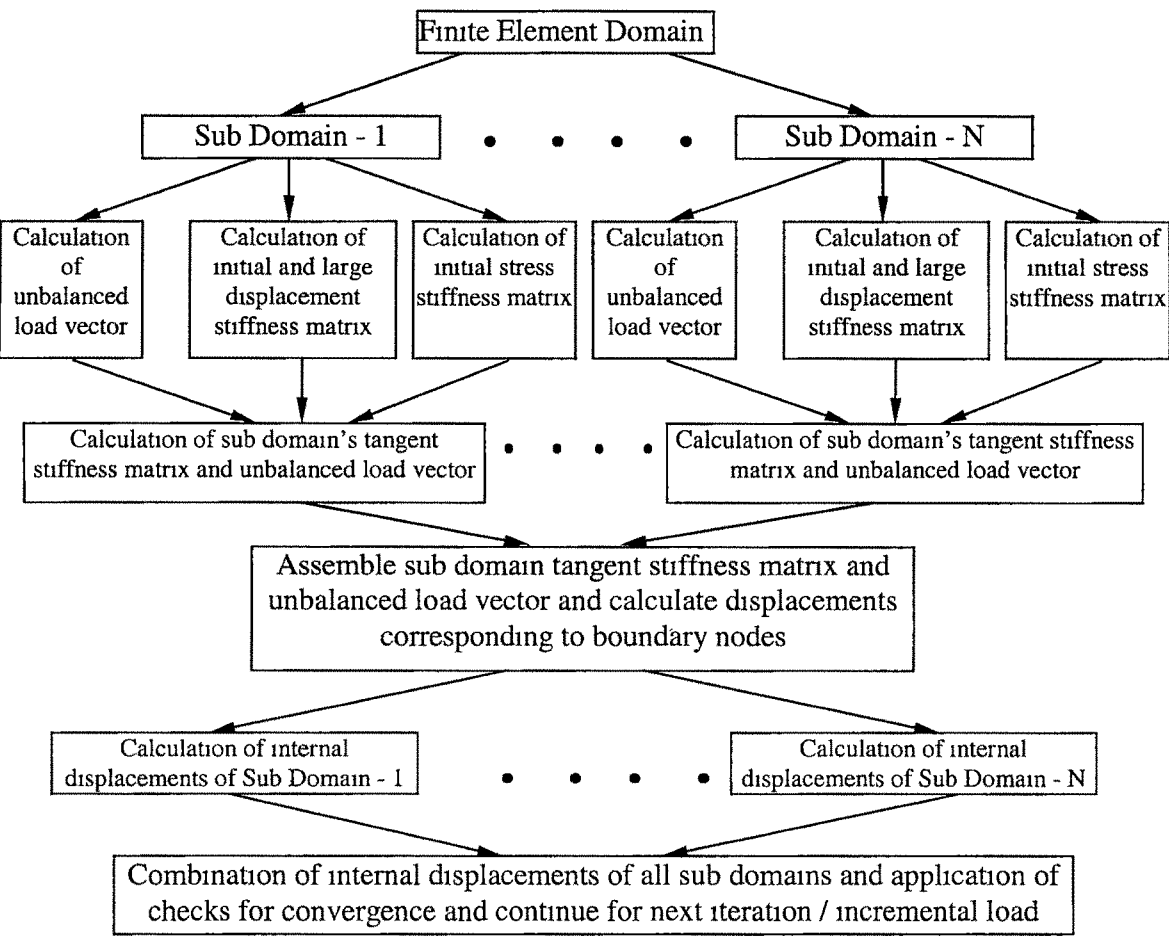 Finite Element Domain
Sub Domain - 1
Sub Domain - N
Calculation
of
unbalanced
load vector
Calculation of
initial and large
displacement
stiffness matrix
Calculation of
initial stress
stiffness matrix
Calculation
of
unbalanced
load vector
Calculation of
initial and large
displacement
stiffness matrix
Calculation of
initial stress
stiffness matrix
Calculation of sub domain's tangent
stiffness matrix and unbalanced load vector
Calculation of sub domain's tangent stiffness
matrix and unbalanced load vector
Assemble sub domain tangent stiffness matrix and
unbalanced load vector and calculate displacements
corresponding to boundary nodes
Calculation of internal
displacements of Sub Domain - 1
Calculation of internal
displacements of Sub Domain - N
Combination of internal displacements of all sub domains and application of
checks for convergence and continue for next iteration / incremental load